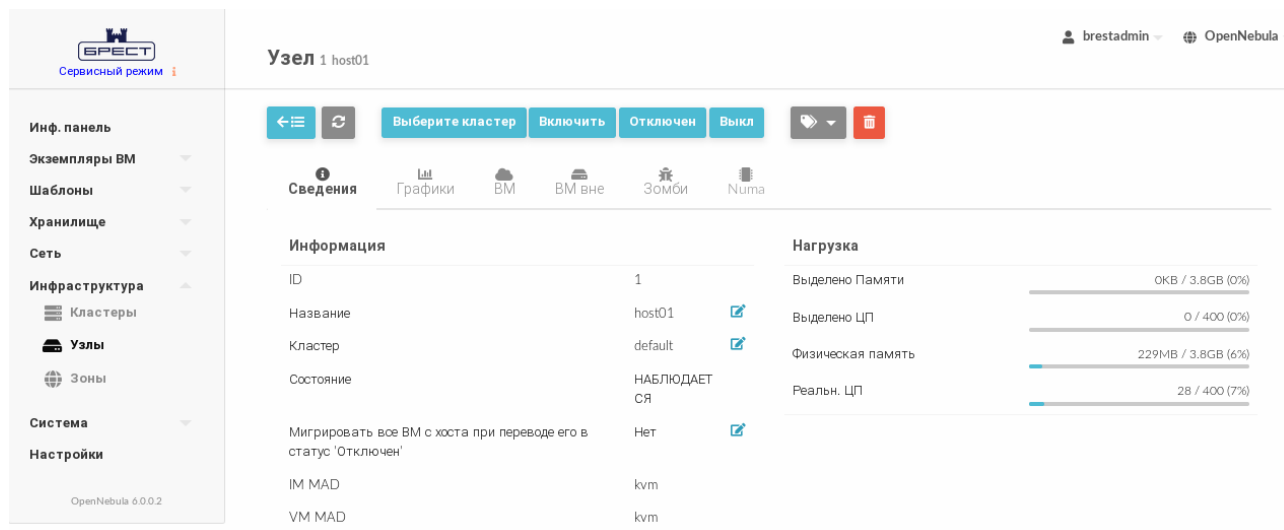 БРЕСТ
Сервисный режим i
Узел 1 host01
brestadmin
OpenNebula
Инф. панель
Экземпляры ВМ
Шаблоны
Хранилище
Сеть
Инфраструктура
Кластеры
Узлы
Зоны
Система
Настройки
OpenNebula 6.0.0.2
Выберите кластер Включить Отключен Выкл
Сведения Графики ВМ ВМ вне Зомби Numa
Информация
ID 1
Название host01
Кластер default
Состояние НАБЛЮДАЕТ
СЯ
Мигрировать все ВМ с хоста при переводе его в Нет
статус 'Отключен'
IM MAD kvm
VM MAD kvm
Нагрузка
Выделено Памяти 0KB / 3.8GB (0%)
Выделено ЦП 0 / 400 (0%)
Физическая память 229MB / 3.8GB (6%)
Реальн. ЦП 28 / 400 (7%)